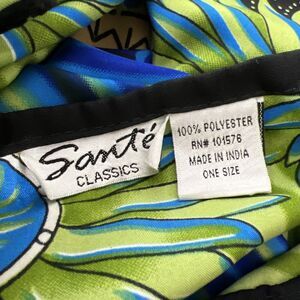 Santé
CLASSICS
100% POLYESTER
RN# 101576
MADE IN INDIA
ONE SIZE